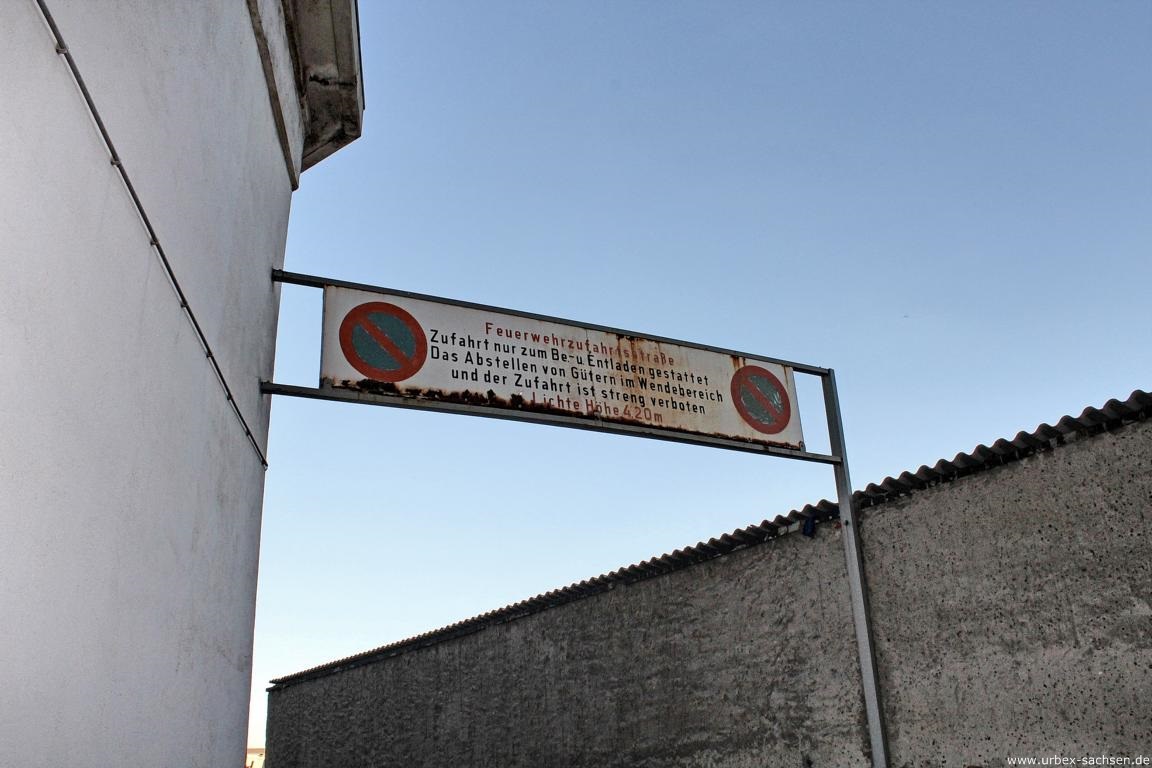 Feuerwehrzufahrtsstraße
Zufahrt nur zum Be-u. Entladen gestattet
Das Abstellen von Gütern im Wendebereich
und der Zufahrt ist streng verboten
Lichte Höhe 4,20m
www.urbex-sachsen.de